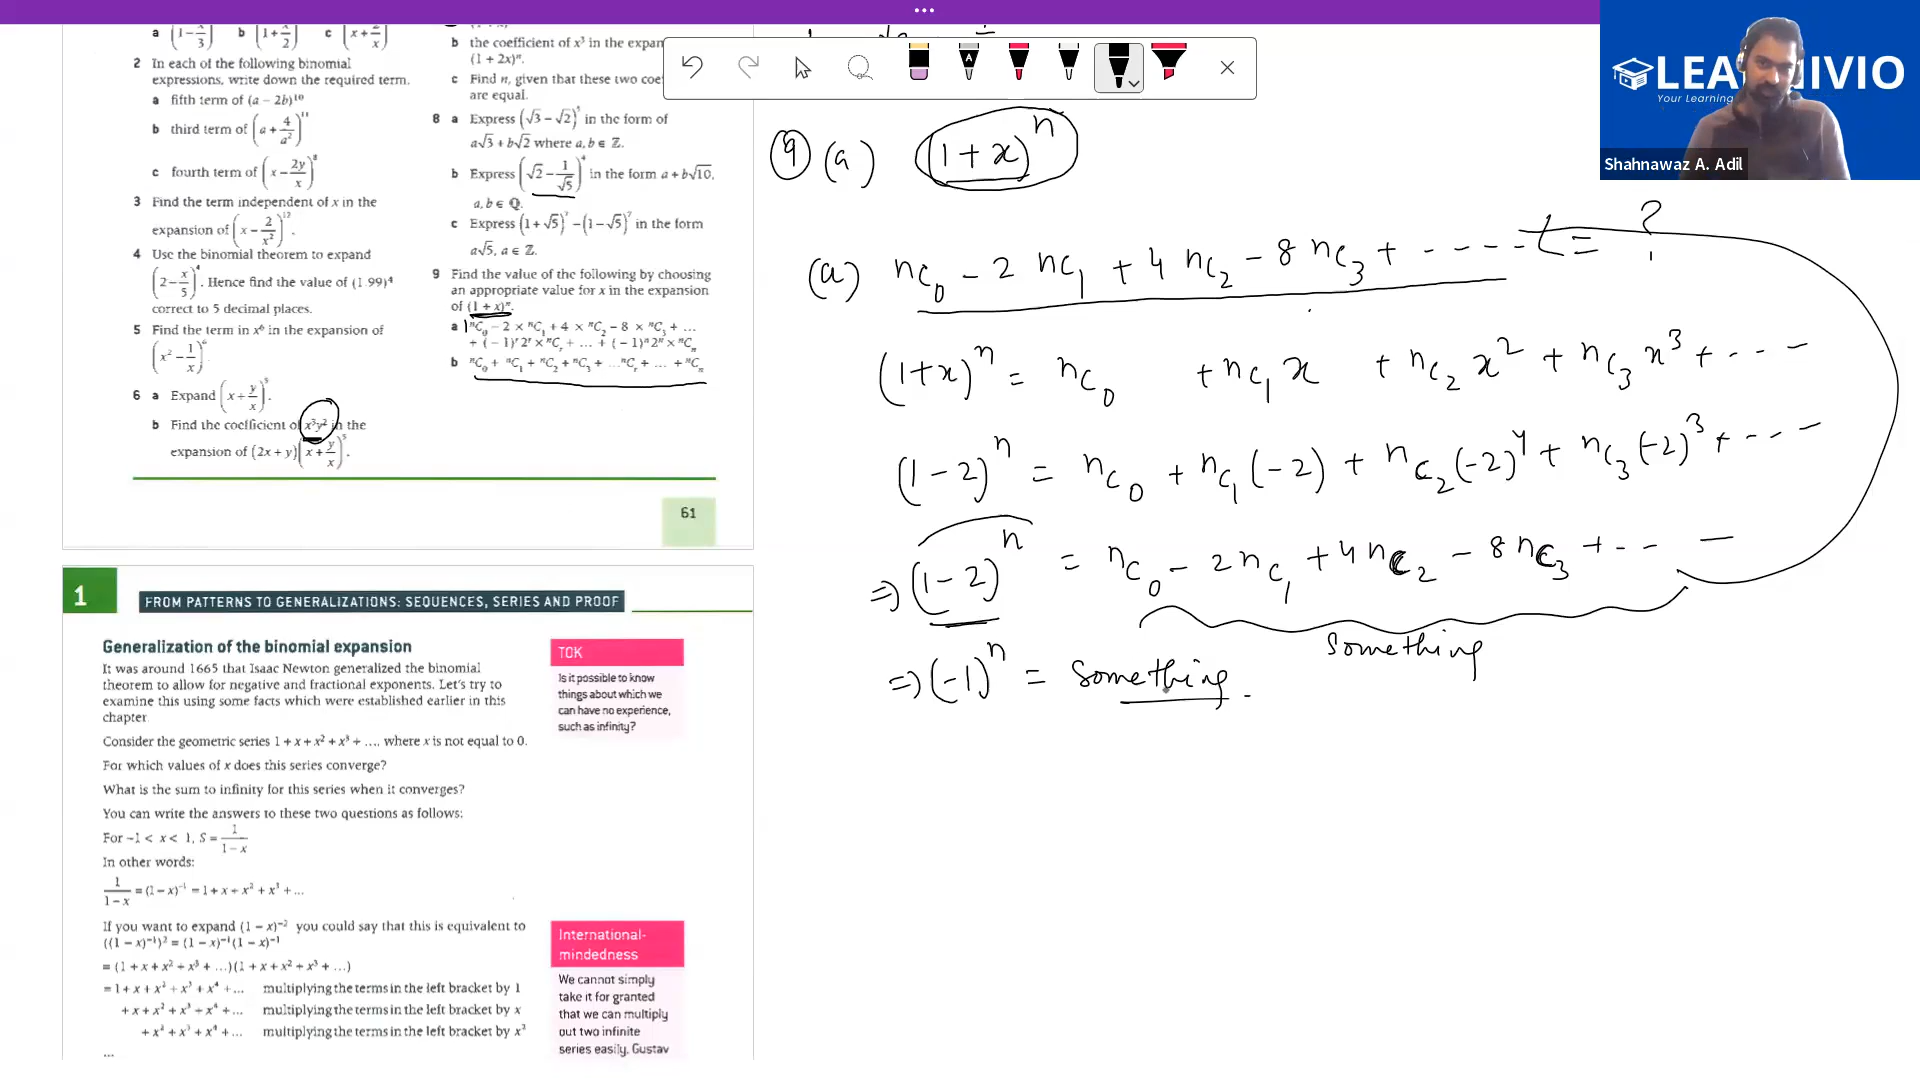 •••
a (1 − x/3) b (1 + x/2) c (x + 2/x)
2 In each of the following binomial
expressions, write down the required term.
a fifth term of (a − 2b)¹⁰
b third term of (a + 4/a²)¹¹
c fourth term of (x − 2y/x)⁸
3 Find the term independent of x in the
expansion of (x − 2/x²)¹².
4 Use the binomial theorem to expand
(2 − x/5)⁴. Hence find the value of (1.99)⁴
correct to 5 decimal places.
5 Find the term in x⁶ in the expansion of
(x² − 1/x)⁶
6 a Expand (x + y/x)⁵.
b Find the coefficient of x³y² in the
expansion of (2x + y)(x + y/x)⁵.
b the coefficient of x³ in the expan
(1 + 2x)ⁿ.
c Find n, given that these two coe
are equal.
8 a Express (√3 − √2)⁵ in the form of
a√3 + b√2 where a, b ∈ ℤ.
b Express (√2 − 1/√5)⁴ in the form a + b√10,
a, b ∈ ℚ.
c Express (1 + √5)⁷ − (1 − √5)⁷ in the form
a√5, a ∈ ℤ.
9 Find the value of the following by choosing
an appropriate value for x in the expansion
of (1 + x)ⁿ.
a ⁿC₀ − 2 × ⁿC₁ + 4 × ⁿC₂ − 8 × ⁿC₃ + ...
+ (−1)ʳ2ʳ × ⁿCᵣ + ... + (−1)ⁿ2ⁿ × ⁿCₙ
b ⁿC₀ + ⁿC₁ + ⁿC₂ + ⁿC₃ + ...ⁿCᵣ + ... + ⁿCₙ
61
1
FROM PATTERNS TO GENERALIZATIONS: SEQUENCES, SERIES AND PROOF
Generalization of the binomial expansion
It was around 1665 that Isaac Newton generalized the binomial
theorem to allow for negative and fractional exponents. Let's try to
examine this using some facts which were established earlier in this
chapter
Consider the geometric series 1 + x + x² + x³ + ...., where x is not equal to 0.
For which values of x does this series converge?
What is the sum to infinity for this series when it converges?
You can write the answers to these two questions as follows:
For −1 < x < 1, S = 1/(1 − x)
In other words:
1/(1 − x) = (1 − x)⁻¹ = 1 + x + x² + x³ + ...
If you want to expand (1 − x)⁻² you could say that this is equivalent to
((1 − x)⁻¹)² = (1 − x)⁻¹(1 − x)⁻¹
= (1 + x + x² + x³ + ...)(1 + x + x² + x³ + ...)
= 1 + x + x² + x³ + x⁴ + ... multiplying the terms in the left bracket by 1
+ x + x² + x³ + x⁴ + ... multiplying the terms in the left bracket by x
+ x² + x³ + x⁴ + ... multiplying the terms in the left bracket by x²
...
TOK
Is it possible to know
things about which we
can have no experience,
such as infinity?
International-
mindedness
We cannot simply
take it for granted
that we can multiply
out two infinite
series easily. Gustav
9 (a) (1+x)ⁿ
(a) nC₀ − 2 nC₁ + 4 nC₂ − 8 nC₃ + ----- = ?
(1+x)ⁿ = nC₀ + nC₁ x + nC₂ x² + nC₃ x³ + ---
(1−2)ⁿ = nC₀ + nC₁ (−2) + nC₂ (−2)⁴ + nC₃ (−2)³ + ---
⇒ (1−2)ⁿ = nC₀ − 2nC₁ + 4nC₂ − 8nC₃ + -- —
Something
⇒ (−1)ⁿ = Something.
LEA IVIO
Your Learning
Shahnawaz A. Adil